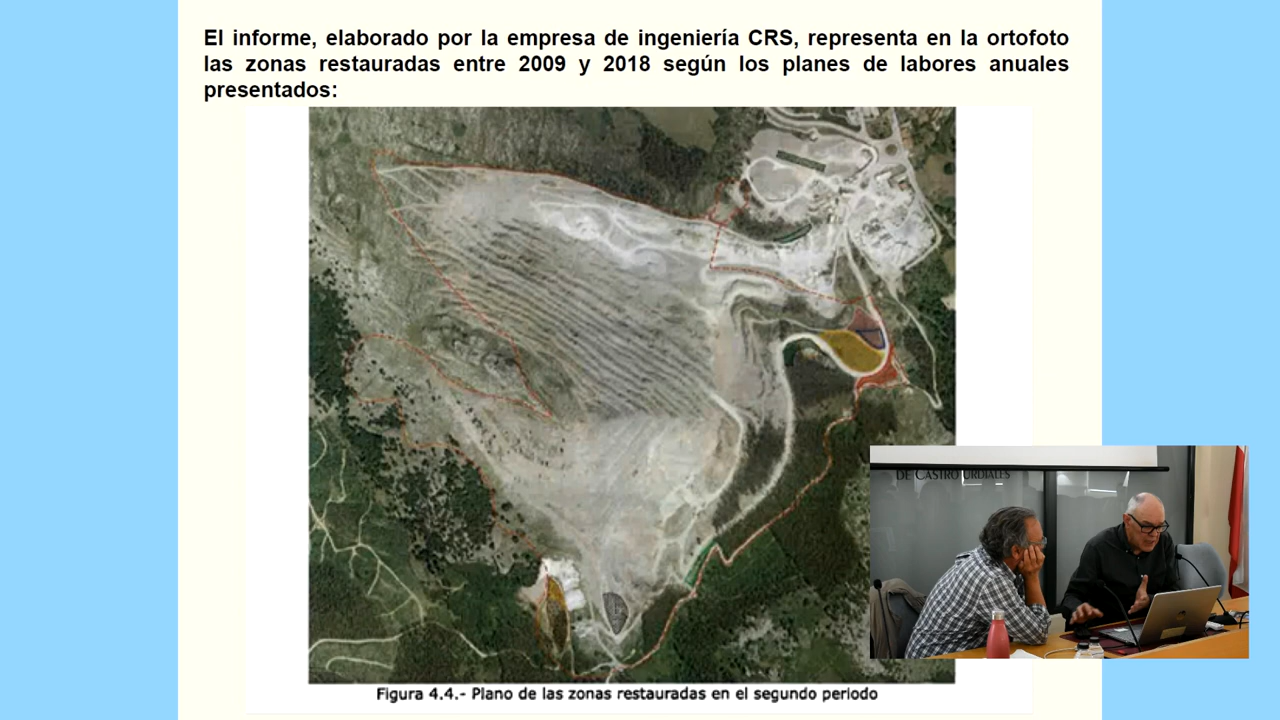 El informe, elaborado por la empresa de ingeniería CRS, representa en la ortofoto
las zonas restauradas entre 2009 y 2018 según los planes de labores anuales
presentados:
Figura 4.4.- Plano de las zonas restauradas en el segundo periodo
DE CASTRO URDIALES